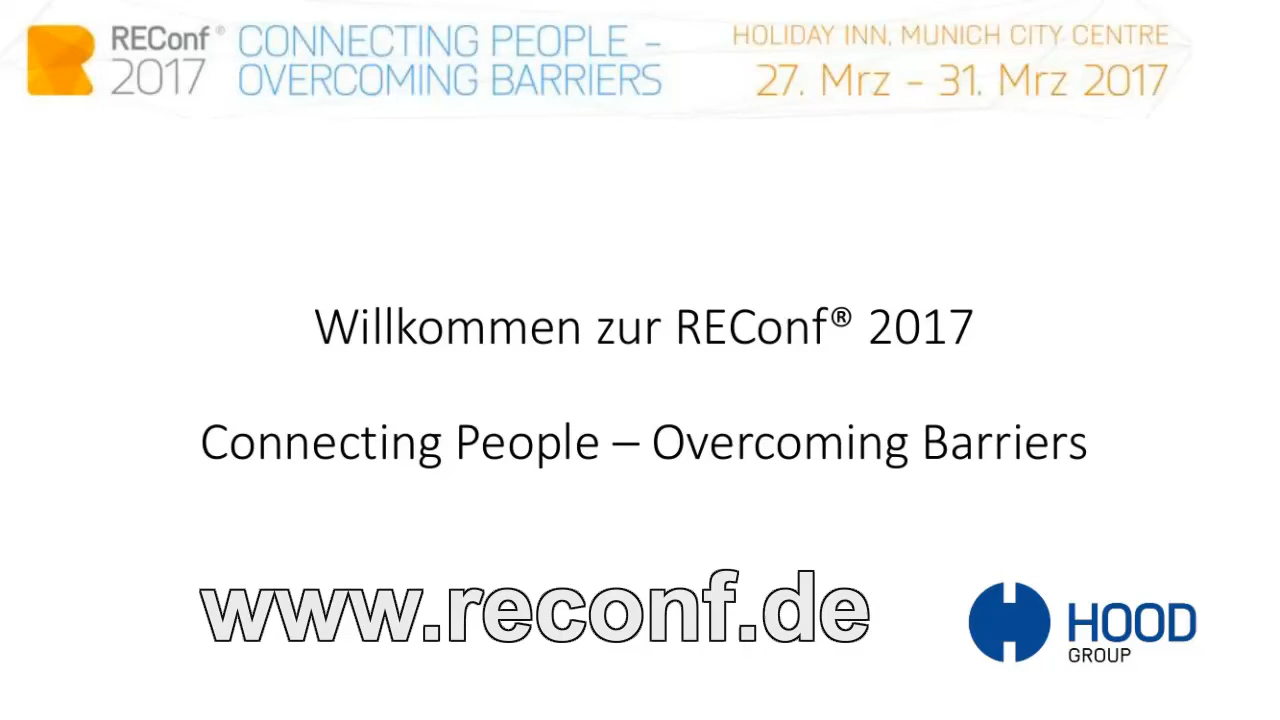 REConf® 2017
CONNECTING PEOPLE –
OVERCOMING BARRIERS
HOLIDAY INN, MUNICH CITY CENTRE
27. Mrz – 31. Mrz 2017
Willkommen zur REConf® 2017
Connecting People – Overcoming Barriers
www.reconf.de
HOOD
GROUP